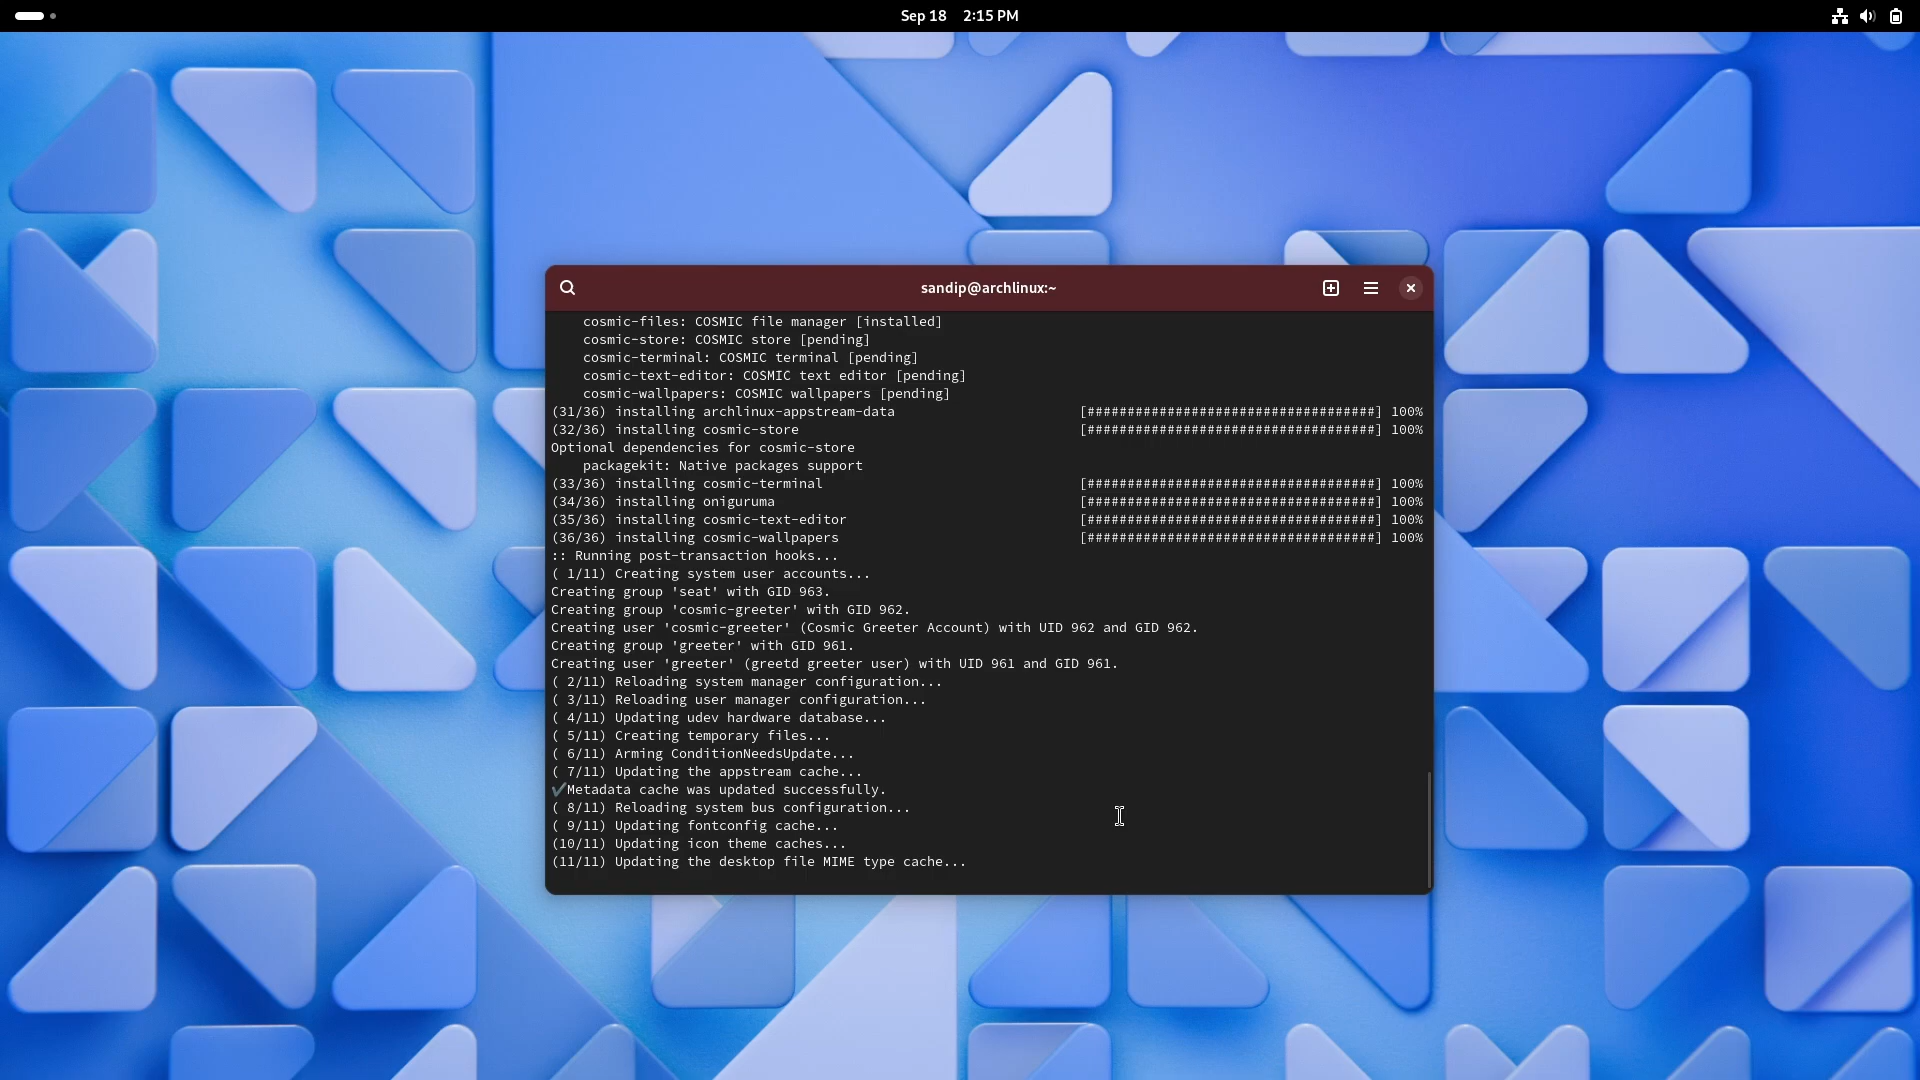 Sep 18 2:15 PM
sandip@archlinux:~
cosmic-files: COSMIC file manager [installed]
cosmic-store: COSMIC store [pending]
cosmic-terminal: COSMIC terminal [pending]
cosmic-text-editor: COSMIC text editor [pending]
cosmic-wallpapers: COSMIC wallpapers [pending]
(31/36) installing archlinux-appstream-data [####################################] 100%
(32/36) installing cosmic-store [####################################] 100%
Optional dependencies for cosmic-store
packagekit: Native packages support
(33/36) installing cosmic-terminal [####################################] 100%
(34/36) installing oniguruma [####################################] 100%
(35/36) installing cosmic-text-editor [####################################] 100%
(36/36) installing cosmic-wallpapers [####################################] 100%
:: Running post-transaction hooks...
( 1/11) Creating system user accounts...
Creating group 'seat' with GID 963.
Creating group 'cosmic-greeter' with GID 962.
Creating user 'cosmic-greeter' (Cosmic Greeter Account) with UID 962 and GID 962.
Creating group 'greeter' with GID 961.
Creating user 'greeter' (greetd greeter user) with UID 961 and GID 961.
( 2/11) Reloading system manager configuration...
( 3/11) Reloading user manager configuration...
( 4/11) Updating udev hardware database...
( 5/11) Creating temporary files...
( 6/11) Arming ConditionNeedsUpdate...
( 7/11) Updating the appstream cache...
✔Metadata cache was updated successfully.
( 8/11) Reloading system bus configuration...
( 9/11) Updating fontconfig cache...
(10/11) Updating icon theme caches...
(11/11) Updating the desktop file MIME type cache...